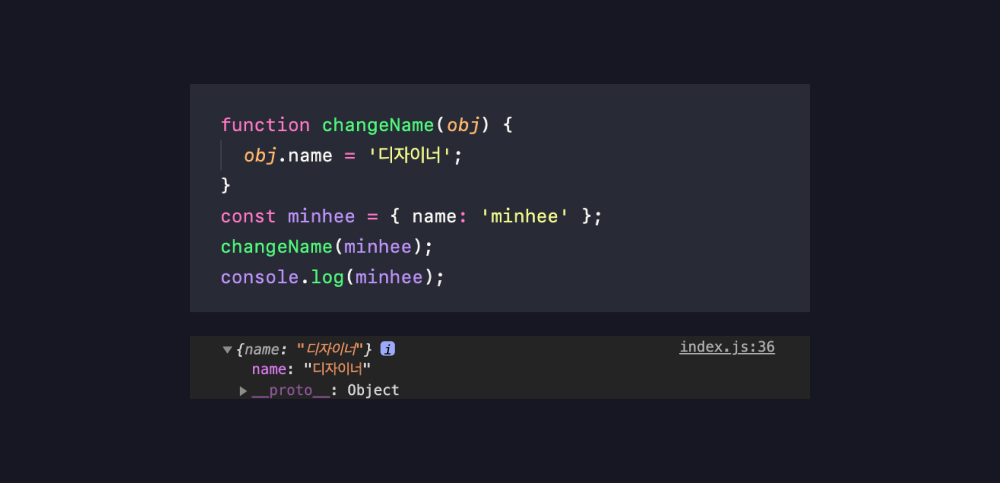 function changeName(obj) {
  obj.name = '디자이너';
}
const minhee = { name: 'minhee' };
changeName(minhee);
console.log(minhee);
▼{name: "디자이너"} i
index.js:36
name: "디자이너"
▶__proto__: Object